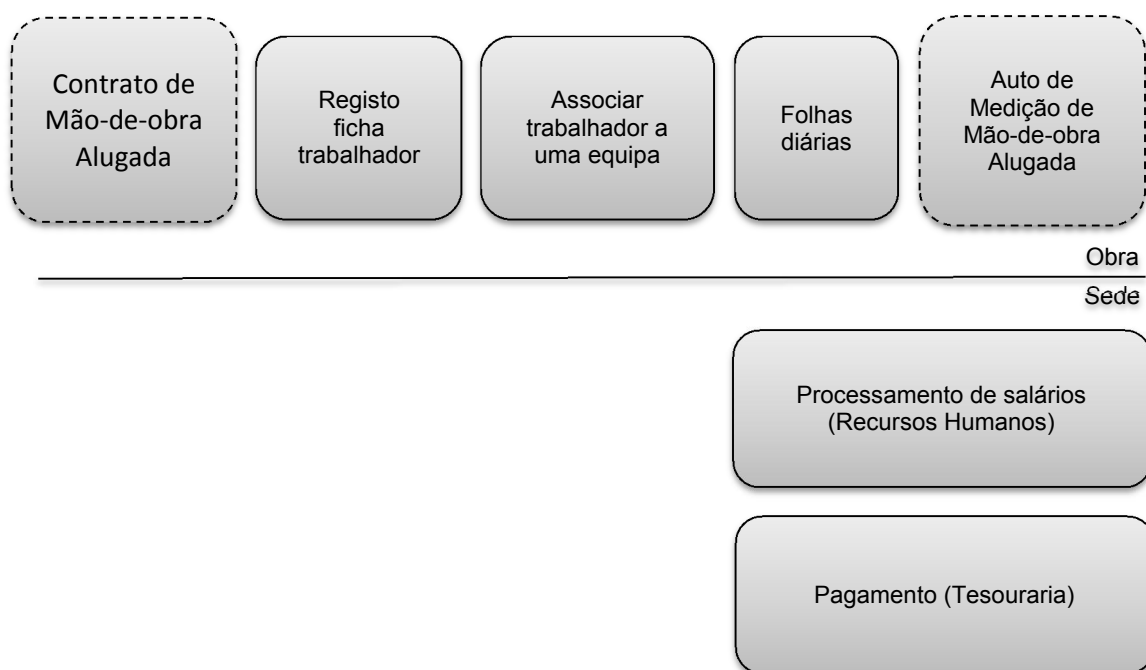 Contrato de
Mão-de-obra
Alugada
Registo
ficha
trabalhador
Associar
trabalhador a
uma equipa
Folhas
diárias
Auto de
Medição de
Mão-de-obra
Alugada
Obra
Sede
Processamento de salários
(Recursos Humanos)
Pagamento (Tesouraria)